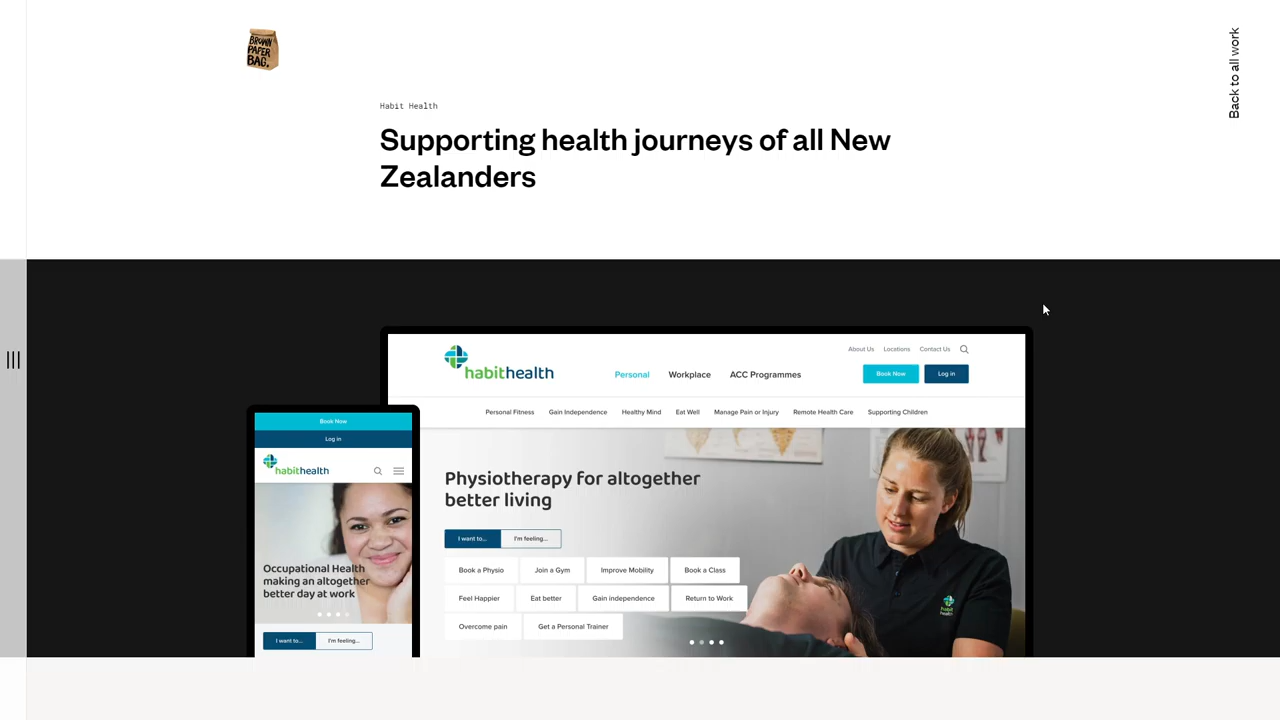 BROWN
PAPER
BAG.
Back to all work
Habit Health
Supporting health journeys of all New
Zealanders
About Us Locations Contact Us
habithealth
Personal Workplace ACC Programmes
Book Now Log in
Personal Fitness Gain Independence Healthy Mind Eat Well Manage Pain or Injury Remote Health Care Supporting Children
Physiotherapy for altogether
better living
I want to... I'm feeling...
Book a Physio Join a Gym Improve Mobility Book a Class
Feel Happier Eat better Gain independence Return to Work
Overcome pain Get a Personal Trainer
habit
health
Book Now
Log in
habithealth
Occupational Health
making an altogether
better day at work
I want to... I'm feeling...